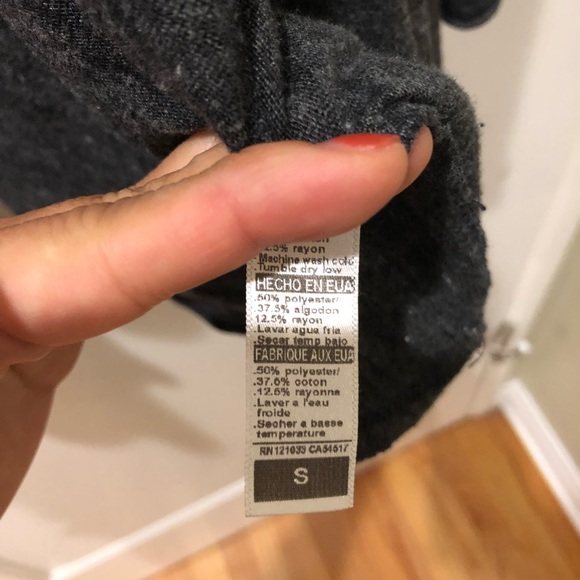 12.5% rayon
.Machine wash cold
.Tumble dry low
HECHO EN EUA
.50% polyester/
37.5% algodon
12.5% rayon
.Lavar agua fria
.Secar temp bajo
FABRIQUE AUX EUA
.50% polyester/
.37.5% coton
.12.5% rayonne
.Laver a l'eau
froide
.Secher a basse
temperature
RN121033 CA54517
S